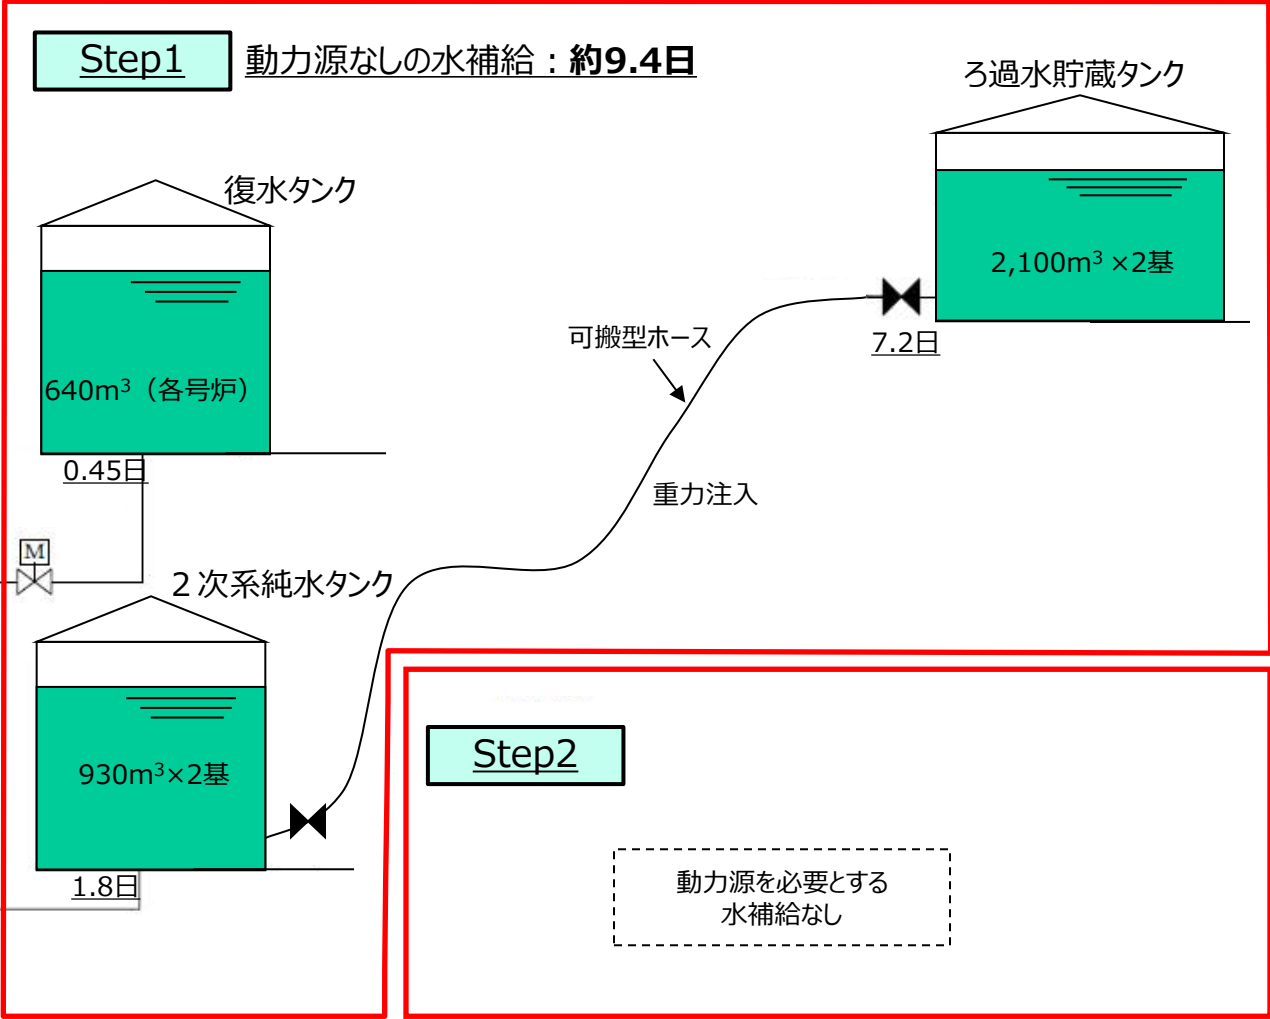 Step1
動力源なしの水補給：約9.4日
ろ過水貯蔵タンク
復水タンク
2,100m³ ×2基
可搬型ホース
7.2日
640m³（各号炉）
0.45日
重力注入
M
２次系純水タンク
Step2
930m³×2基
動力源を必要とする
水補給なし
1.8日